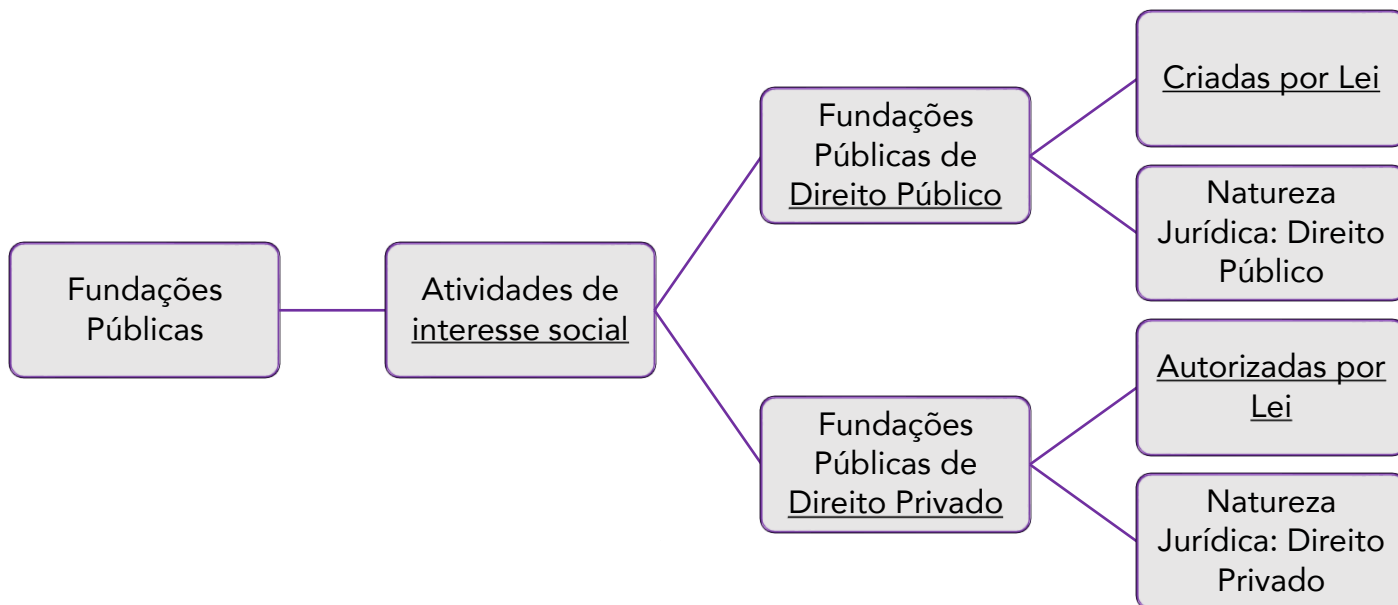 Fundações
Públicas
Atividades de
interesse social
Fundações
Públicas de
Direito Público
Criadas por Lei
Natureza
Jurídica: Direito
Público
Fundações
Públicas de
Direito Privado
Autorizadas por
Lei
Natureza
Jurídica: Direito
Privado